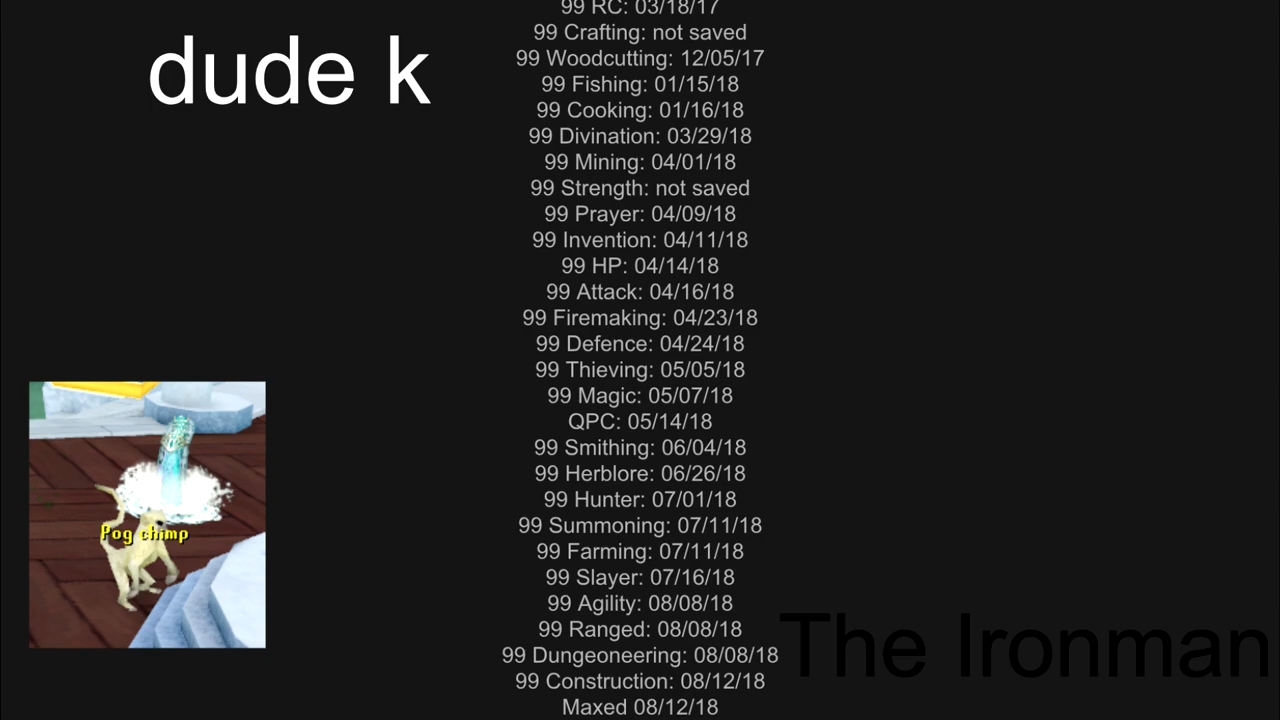 dude k
99 RC: 03/18/17
99 Crafting: not saved
99 Woodcutting: 12/05/17
99 Fishing: 01/15/18
99 Cooking: 01/16/18
99 Divination: 03/29/18
99 Mining: 04/01/18
99 Strength: not saved
99 Prayer: 04/09/18
99 Invention: 04/11/18
99 HP: 04/14/18
99 Attack: 04/16/18
99 Firemaking: 04/23/18
99 Defence: 04/24/18
99 Thieving: 05/05/18
99 Magic: 05/07/18
QPC: 05/14/18
99 Smithing: 06/04/18
99 Herblore: 06/26/18
99 Hunter: 07/01/18
99 Summoning: 07/11/18
99 Farming: 07/11/18
99 Slayer: 07/16/18
99 Agility: 08/08/18
99 Ranged: 08/08/18
99 Dungeoneering: 08/08/18
99 Construction: 08/12/18
Maxed 08/12/18
Pog chimp
The Ironman